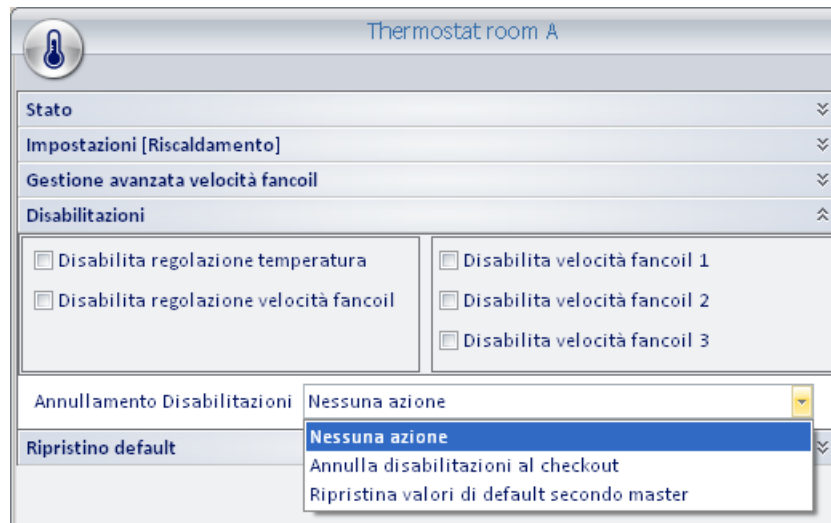 Thermostat room A
Stato
Impostazioni [Riscaldamento]
Gestione avanzata velocità fancoil
Disabilitazioni
Disabilita regolazione temperatura
Disabilita regolazione velocità fancoil
Disabilita velocità fancoil 1
Disabilita velocità fancoil 2
Disabilita velocità fancoil 3
Annullamento Disabilitazioni Nessuna azione
Nessuna azione
Annulla disabilitazioni al checkout
Ripristina valori di default secondo master
Ripristino default